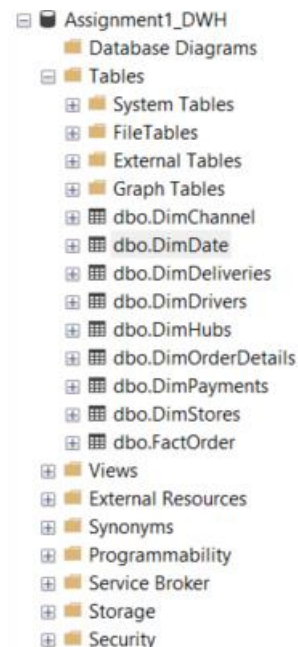 Assignment1_DWH
Database Diagrams
Tables
System Tables
FileTables
External Tables
Graph Tables
dbo.DimChannel
dbo.DimDate
dbo.DimDeliveries
dbo.DimDrivers
dbo.DimHubs
dbo.DimOrderDetails
dbo.DimPayments
dbo.DimStores
dbo.FactOrder
Views
External Resources
Synonyms
Programmability
Service Broker
Storage
Security